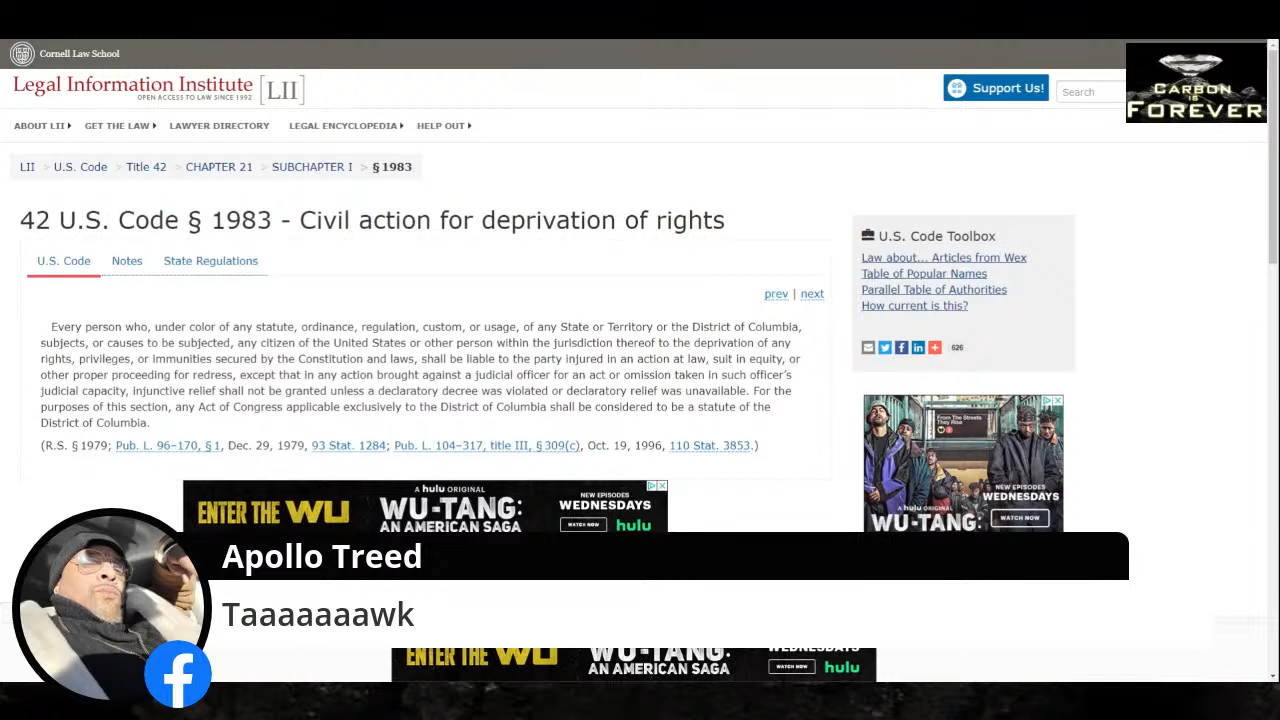 Cornell Law School
Legal Information Institute [LII]
OPEN ACCESS TO LAW SINCE 1992
Support Us!
Search
CARBON
IS
FOREVER
ABOUT LII GET THE LAW LAWYER DIRECTORY LEGAL ENCYCLOPEDIA HELP OUT
LII > U.S. Code > Title 42 > CHAPTER 21 > SUBCHAPTER I > § 1983
42 U.S. Code § 1983 - Civil action for deprivation of rights
U.S. Code Notes State Regulations
prev | next
Every person who, under color of any statute, ordinance, regulation, custom, or usage, of any State or Territory or the District of Columbia,
subjects, or causes to be subjected, any citizen of the United States or other person within the jurisdiction thereof to the deprivation of any
rights, privileges, or immunities secured by the Constitution and laws, shall be liable to the party injured in an action at law, suit in equity, or
other proper proceeding for redress, except that in any action brought against a judicial officer for an act or omission taken in such officer's
judicial capacity, injunctive relief shall not be granted unless a declaratory decree was violated or declaratory relief was unavailable. For the
purposes of this section, any Act of Congress applicable exclusively to the District of Columbia shall be considered to be a statute of the
District of Columbia.
(R.S. § 1979; Pub. L. 96–170, § 1, Dec. 29, 1979, 93 Stat. 1284; Pub. L. 104–317, title III, § 309(c), Oct. 19, 1996, 110 Stat. 3853.)
U.S. Code Toolbox
Law about... Articles from Wex
Table of Popular Names
Parallel Table of Authorities
How current is this?
626
From The Streets
They Rise
NEW EPISODES
WEDNESDAYS
A hulu ORIGINAL
WU-TANG:
WATCH NOW
ENTER THE WU
A hulu ORIGINAL
WU-TANG:
AN AMERICAN SAGA
NEW EPISODES
WEDNESDAYS
WATCH NOW
hulu
Apollo Treed
Taaaaaaawk
ENTER THE WU
WU-TANG:
AN AMERICAN SAGA
WEDNESDAYS
WATCH NOW
hulu